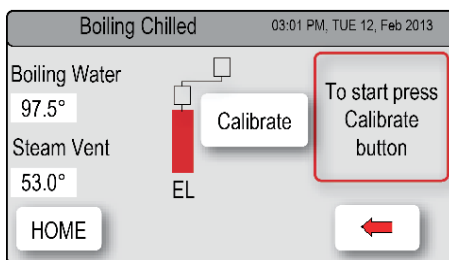 Boiling Chilled
03:01 PM, TUE 12, Feb 2013
Boiling Water
97.5°
Steam Vent
53.0°
EL
Calibrate
To start press
Calibrate
button
HOME